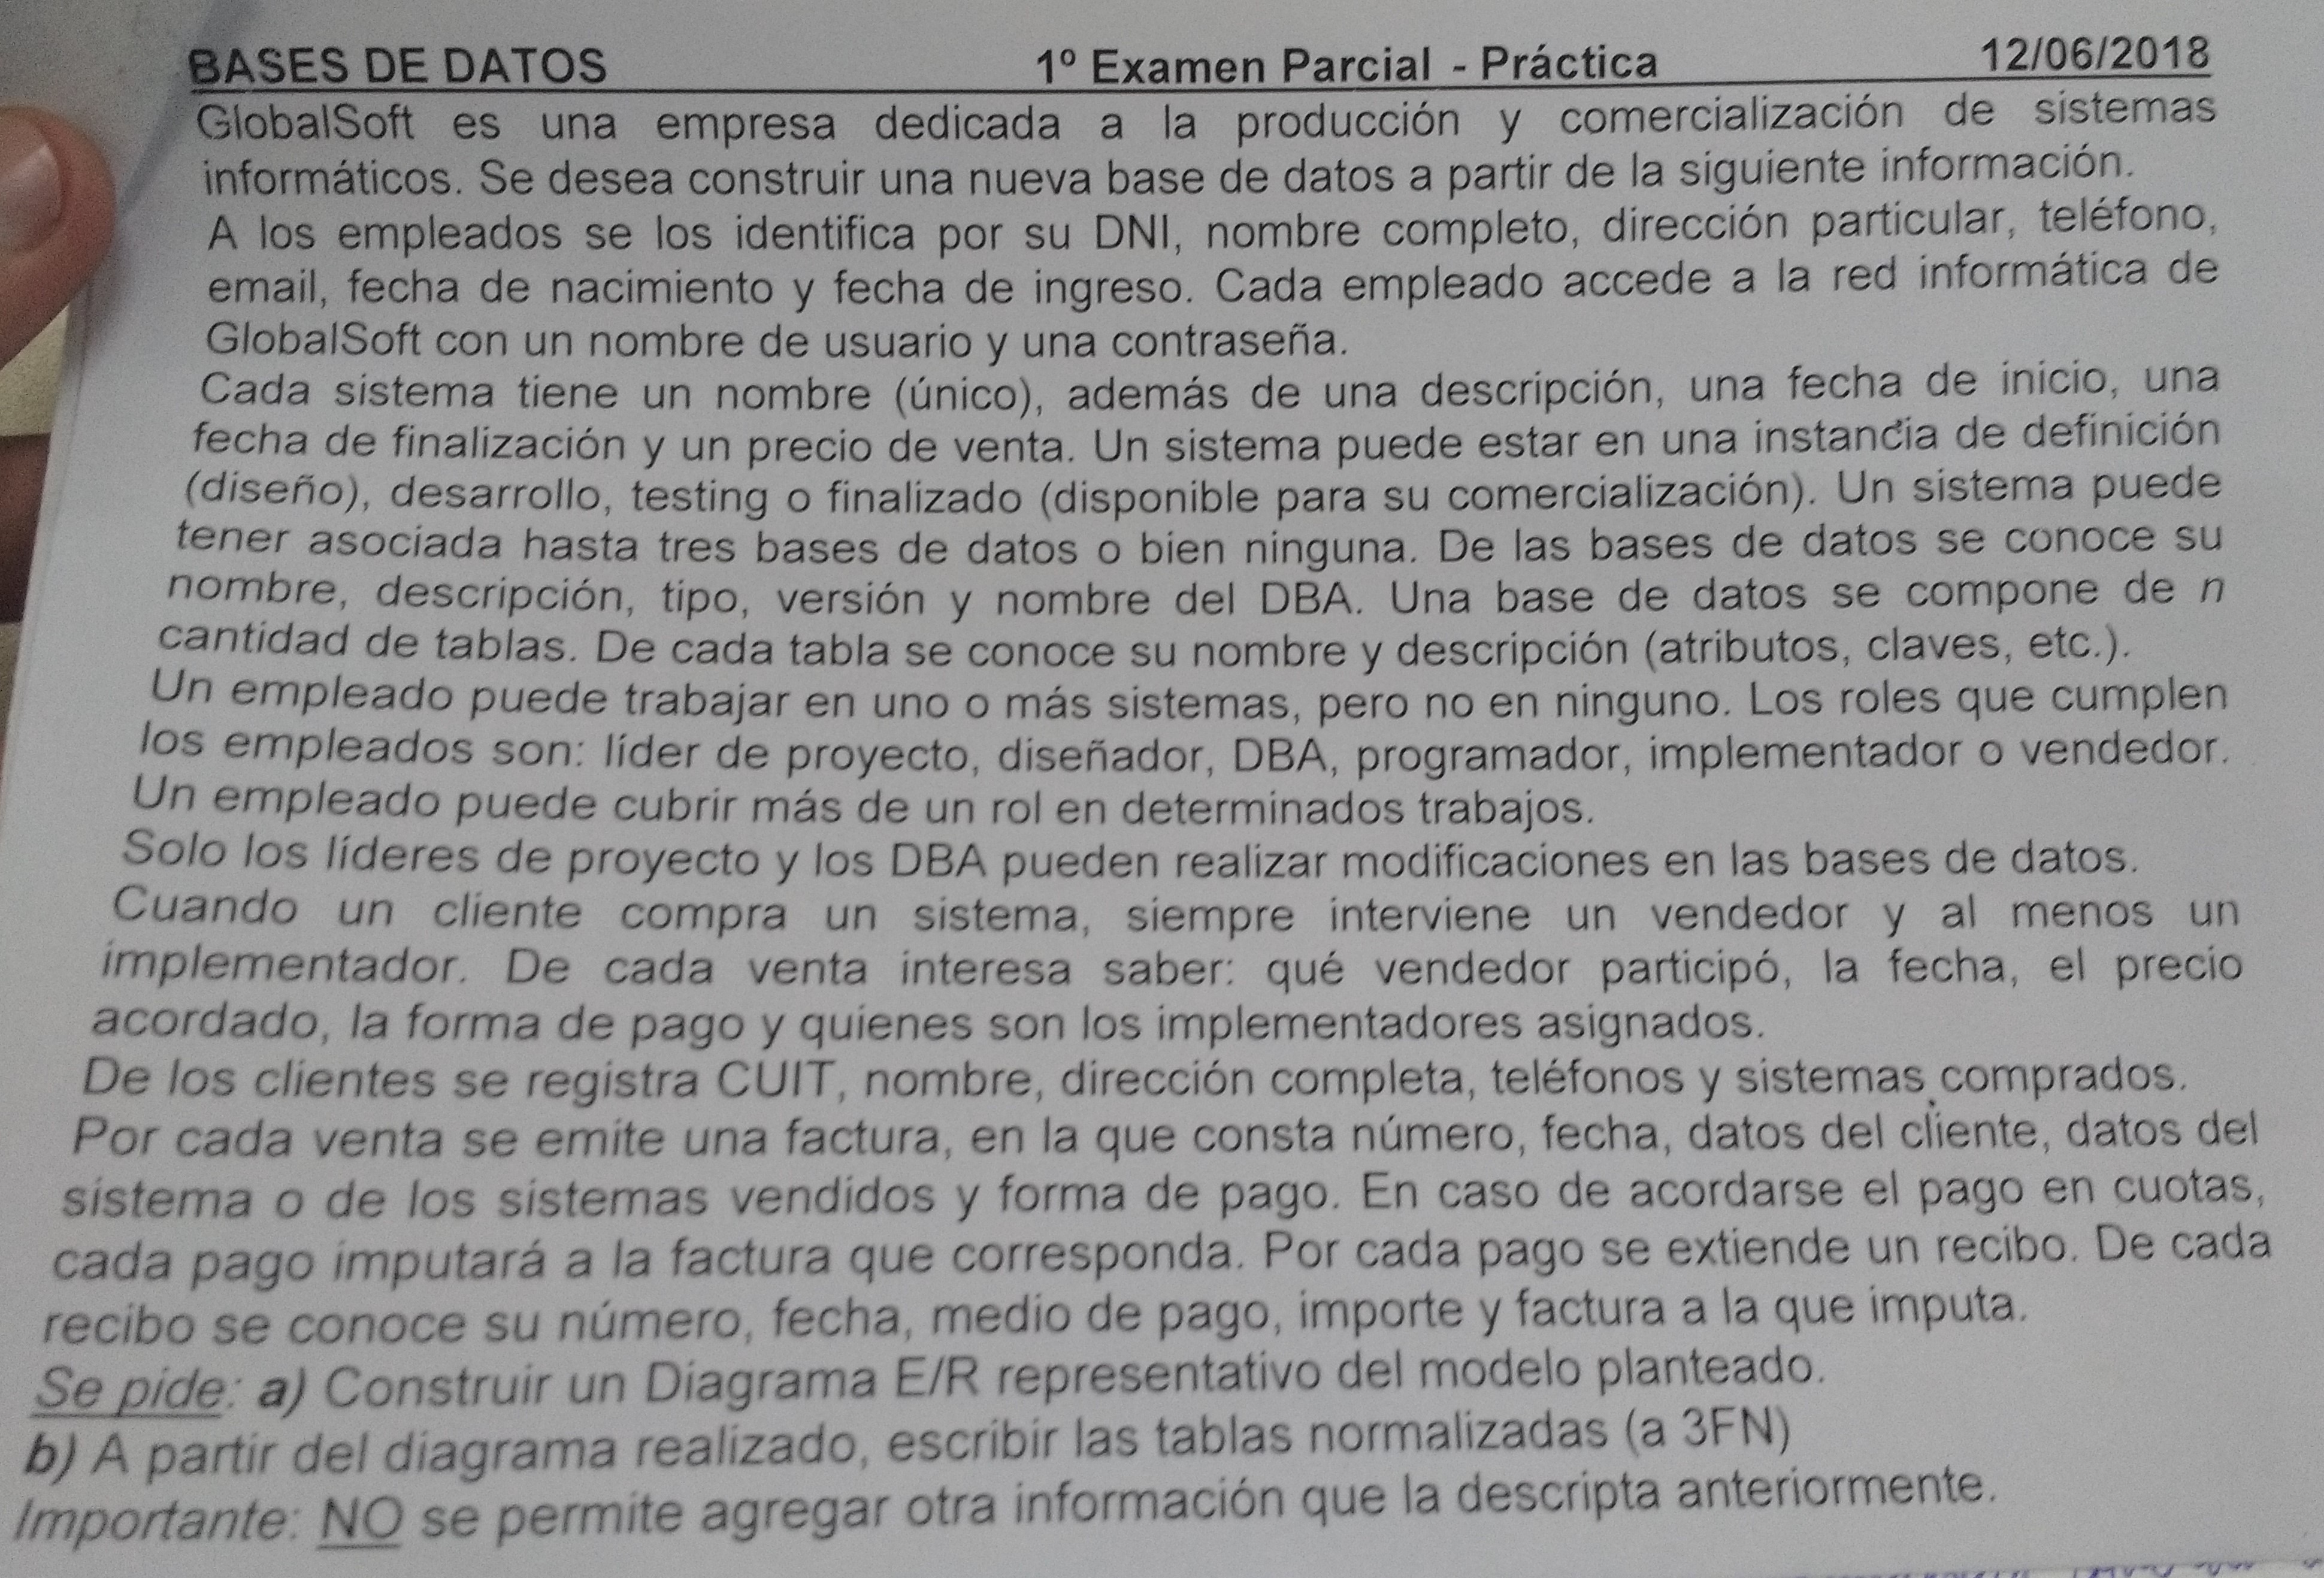 BASES DE DATOS 1º Examen Parcial - Práctica 12/06/2018
GlobalSoft es una empresa dedicada a la producción y comercialización de sistemas
informáticos. Se desea construir una nueva base de datos a partir de la siguiente información.
A los empleados se los identifica por su DNI, nombre completo, dirección particular, teléfono,
email, fecha de nacimiento y fecha de ingreso. Cada empleado accede a la red informática de
GlobalSoft con un nombre de usuario y una contraseña.
Cada sistema tiene un nombre (único), además de una descripción, una fecha de inicio, una
fecha de finalización y un precio de venta. Un sistema puede estar en una instancia de definición
(diseño), desarrollo, testing o finalizado (disponible para su comercialización). Un sistema puede
tener asociada hasta tres bases de datos o bien ninguna. De las bases de datos se conoce su
nombre, descripción, tipo, versión y nombre del DBA. Una base de datos se compone de n
cantidad de tablas. De cada tabla se conoce su nombre y descripción (atributos, claves, etc.).
Un empleado puede trabajar en uno o más sistemas, pero no en ninguno. Los roles que cumplen
los empleados son: líder de proyecto, diseñador, DBA, programador, implementador o vendedor.
Un empleado puede cubrir más de un rol en determinados trabajos.
Solo los líderes de proyecto y los DBA pueden realizar modificaciones en las bases de datos.
Cuando un cliente compra un sistema, siempre interviene un vendedor y al menos un
implementador. De cada venta interesa saber: qué vendedor participó, la fecha, el precio
acordado, la forma de pago y quienes son los implementadores asignados.
De los clientes se registra CUIT, nombre, dirección completa, teléfonos y sistemas comprados.
Por cada venta se emite una factura, en la que consta número, fecha, datos del cliente, datos del
sistema o de los sistemas vendidos y forma de pago. En caso de acordarse el pago en cuotas,
cada pago imputará a la factura que corresponda. Por cada pago se extiende un recibo. De cada
recibo se conoce su número, fecha, medio de pago, importe y factura a la que imputa.
Se pide: a) Construir un Diagrama E/R representativo del modelo planteado.
b) A partir del diagrama realizado, escribir las tablas normalizadas (a 3FN)
Importante: NO se permite agregar otra información que la descripta anteriormente.